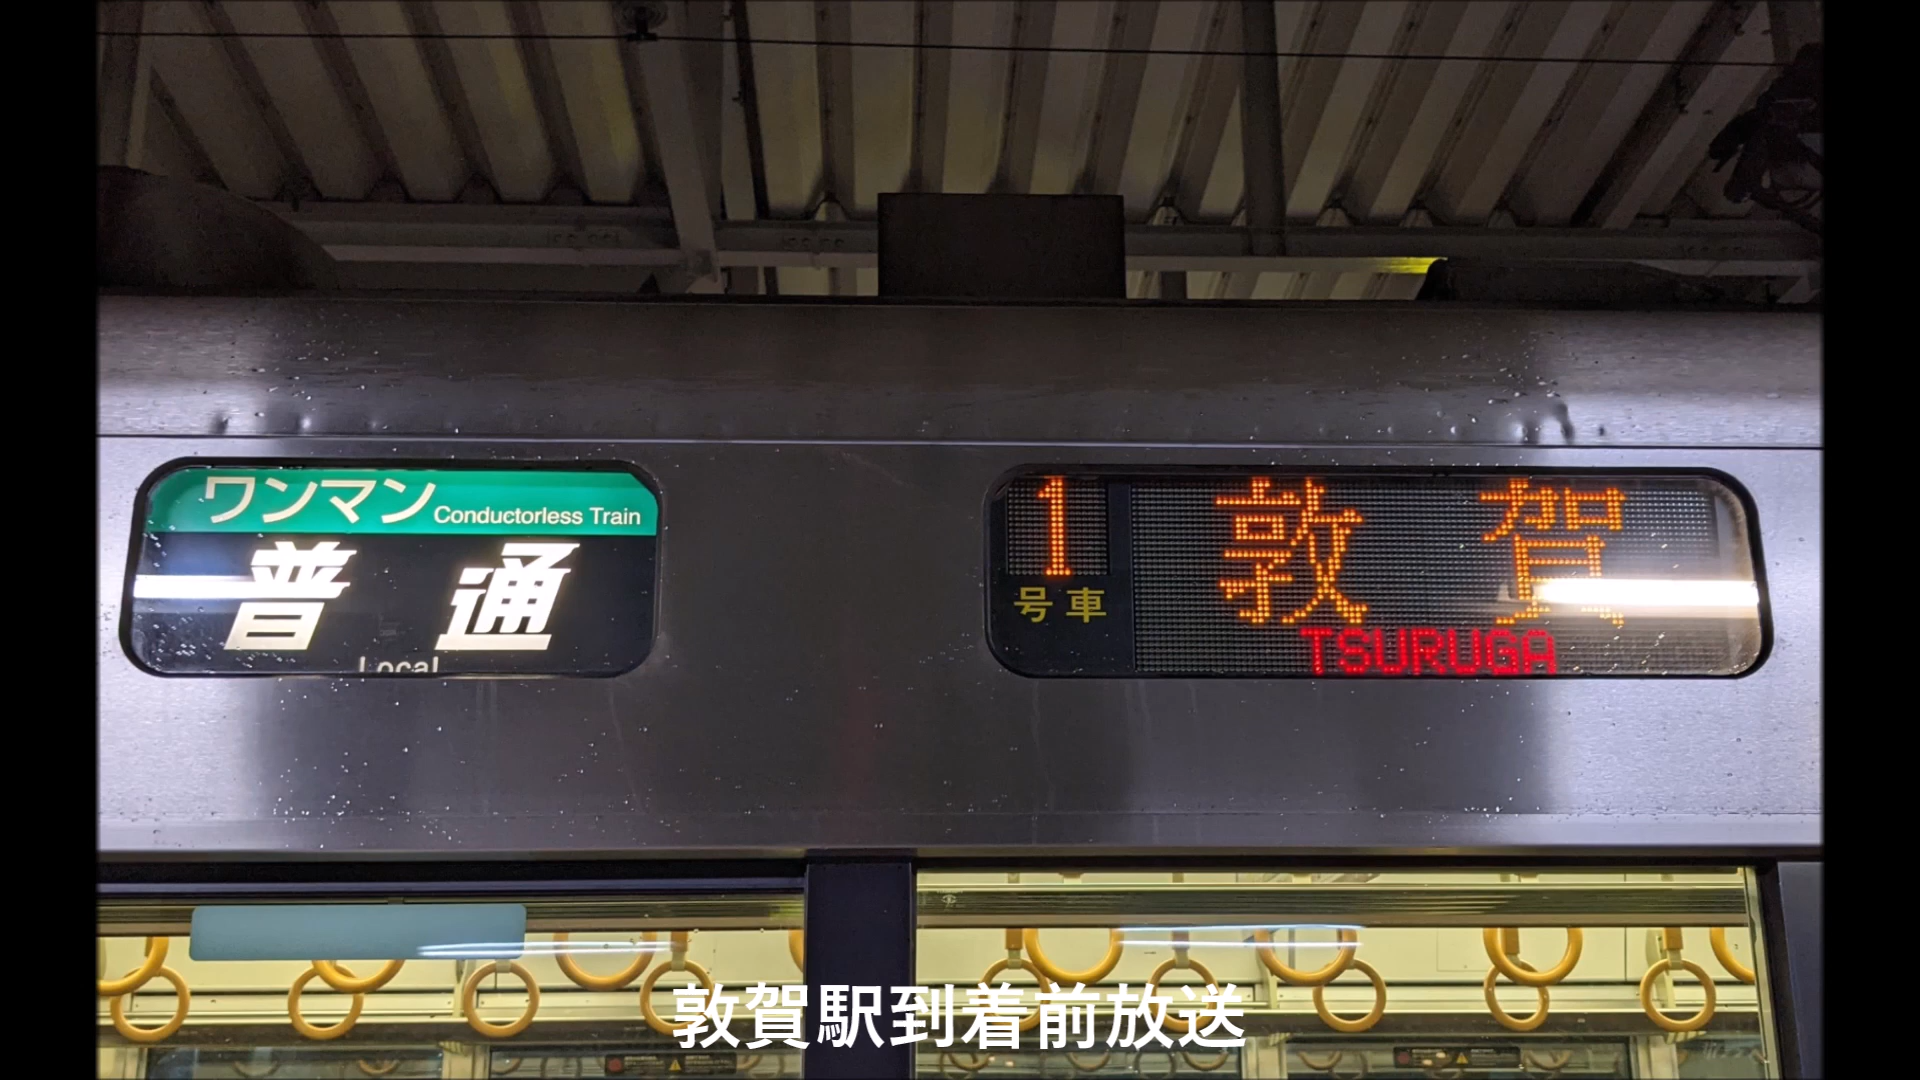 ワンマン Conductorless Train
普通
Local
1 敦賀
号車
TSURUGA
敦賀駅到着前放送